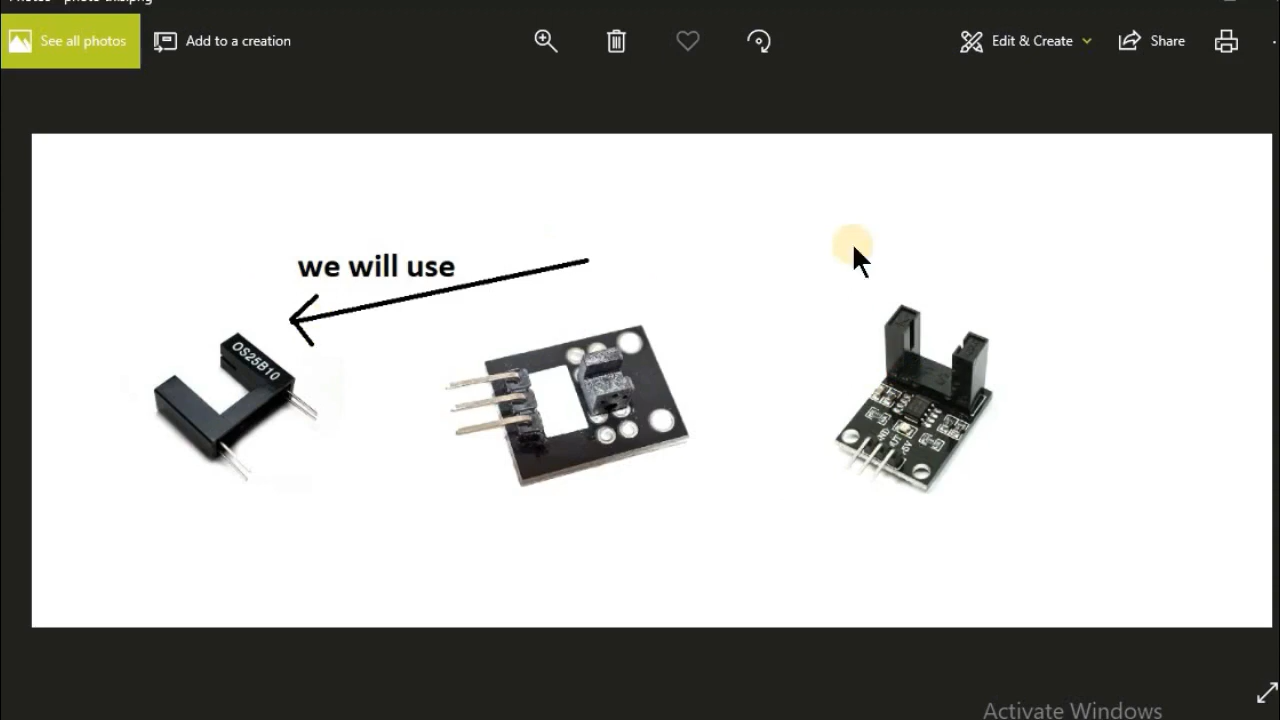 See all photos
Add to a creation
Edit & Create
Share
we will use
OS25B10
Activate Windows